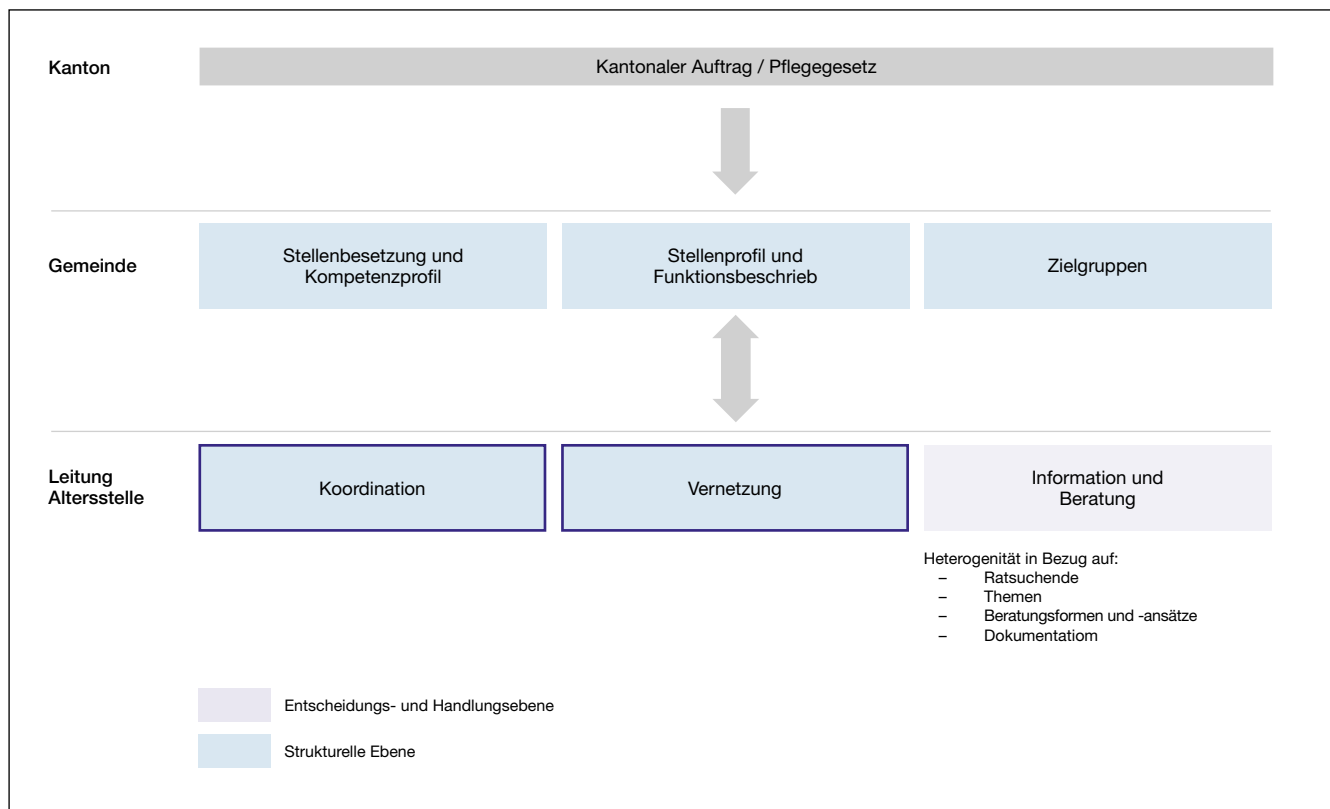 Kanton
Kantonaler Auftrag / Pflegegesetz
Gemeinde
Stellenbesetzung und
Kompetenzprofil
Stellenprofil und
Funktionsbeschrieb
Zielgruppen
Leitung
Altersstelle
Koordination
Vernetzung
Information und
Beratung
Heterogenität in Bezug auf:
– Ratsuchende
– Themen
– Beratungsformen und -ansätze
– Dokumentatiom
Entscheidungs- und Handlungsebene
Strukturelle Ebene